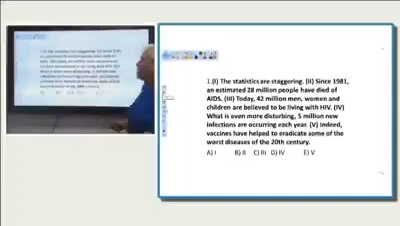 1.(I) The statistics are staggering. (II) Since 1981,
an estimated 28 million people have died of
AIDS. (III) Today, 42 million men, women and
children are believed to be living with HIV. (IV)
What is even more disturbing, 5 million new
infections are occurring each year. (V) Indeed,
vaccines have helped to eradicate some of the
worst diseases of the 20th century.
A) I B) II C) III D) IV E) V